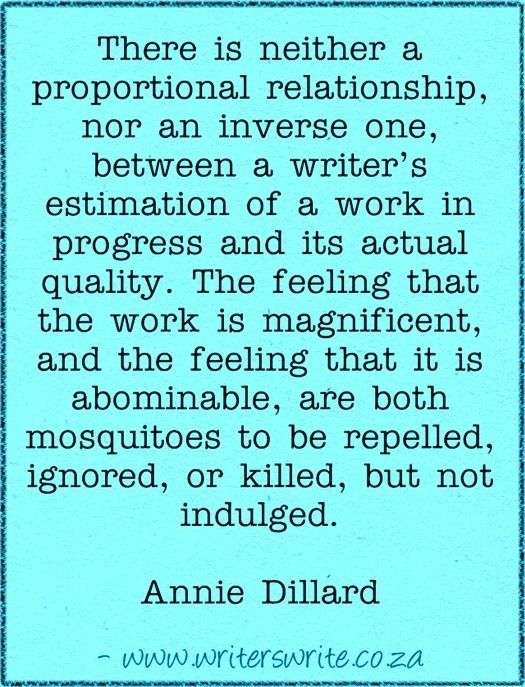 There is neither a
proportional relationship,
nor an inverse one,
between a writer’s
estimation of a work in
progress and its actual
quality. The feeling that
the work is magnificent,
and the feeling that it is
abominable, are both
mosquitoes to be repelled,
ignored, or killed, but not
indulged.
Annie Dillard
- www.writerswrite.co.za